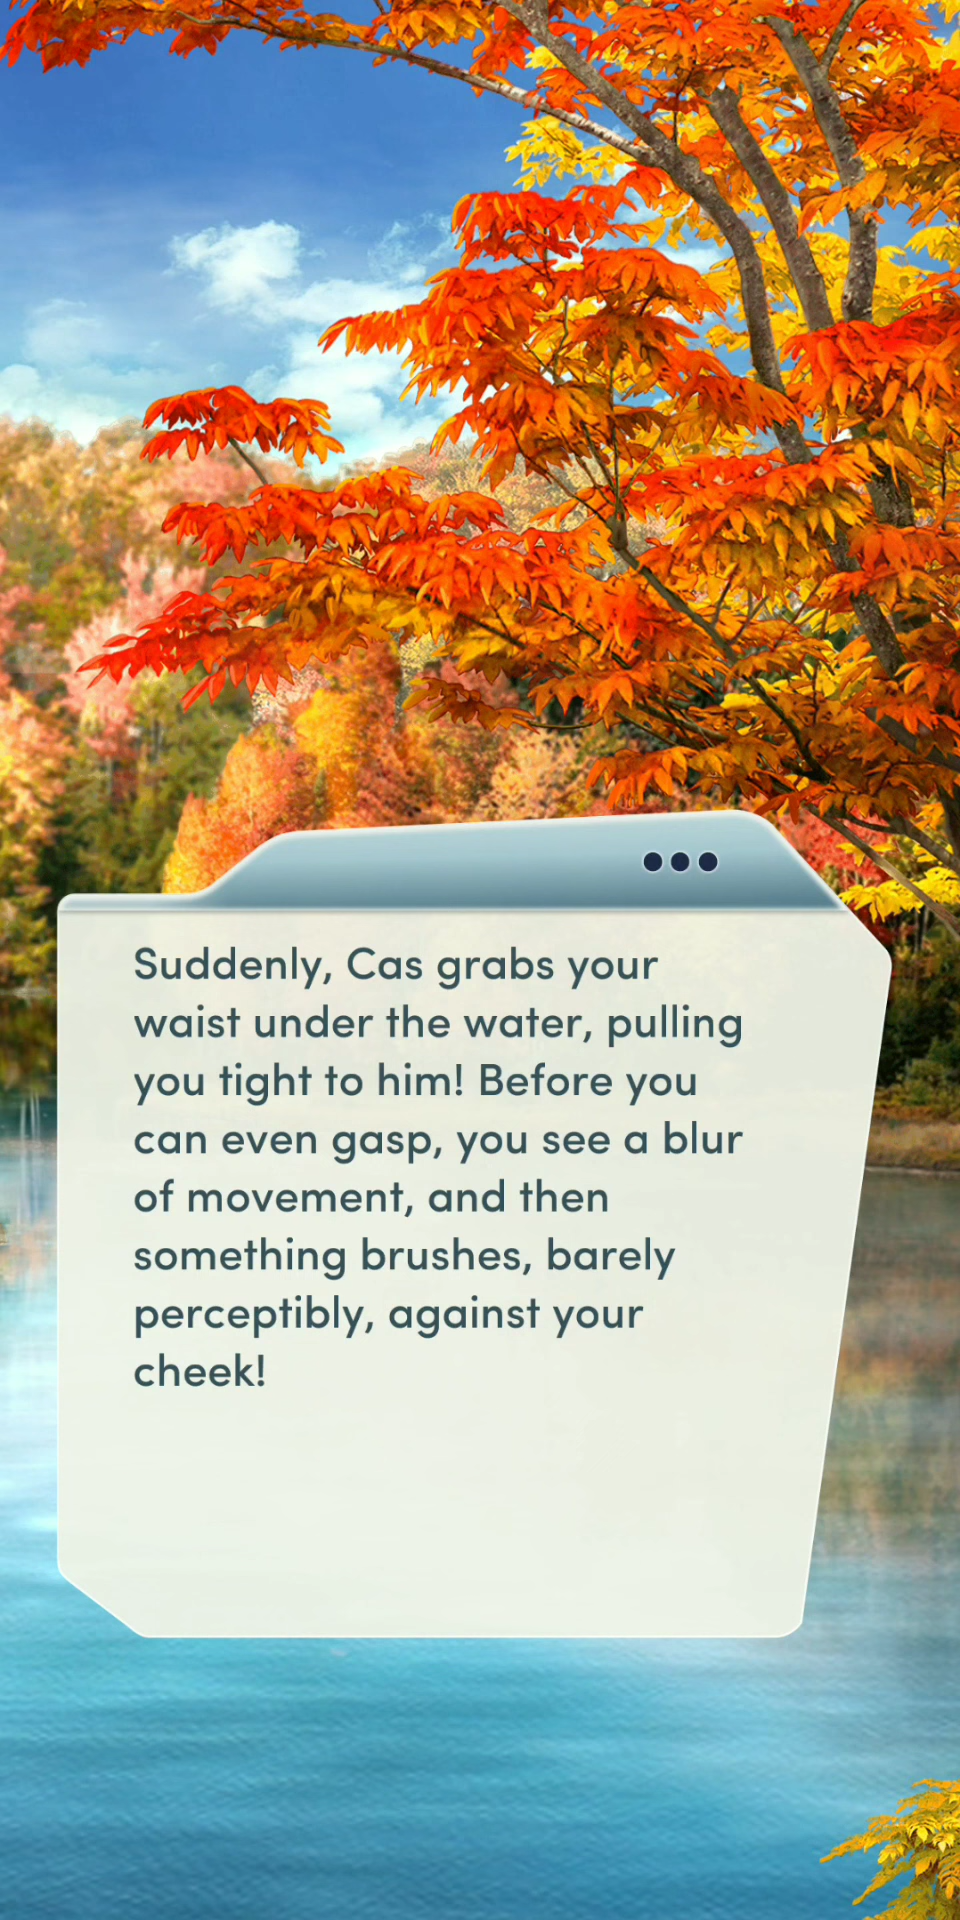 Suddenly, Cas grabs your
waist under the water, pulling
you tight to him! Before you
can even gasp, you see a blur
of movement, and then
something brushes, barely
perceptibly, against your
cheek!